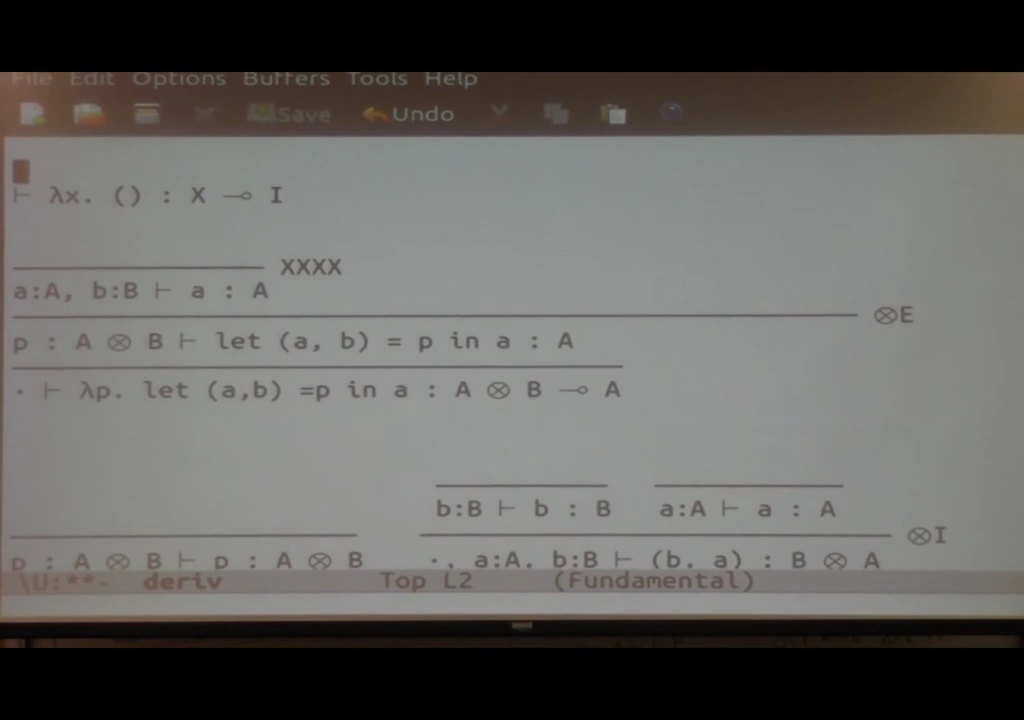 File Edit Options Buffers Tools Help
Save Undo
⊢ λx. () : X ⊸ I
XXXX
a:A, b:B ⊢ a : A
⊗E
p : A ⊗ B ⊢ let (a, b) = p in a : A
· ⊢ λp. let (a,b) =p in a : A ⊗ B ⊸ A
b:B ⊢ b : B a:A ⊢ a : A
⊗I
p : A ⊗ B ⊢ p : A ⊗ B ·, a:A, b:B ⊢ (b, a) : B ⊗ A
\U:**- deriv Top L2 (Fundamental)